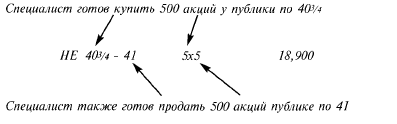 Специалист готов купить 500 акций у публики по 40¾
НЕ 40¾ - 41 5x5 18,900
Специалист также готов продать 500 акций публике по 41